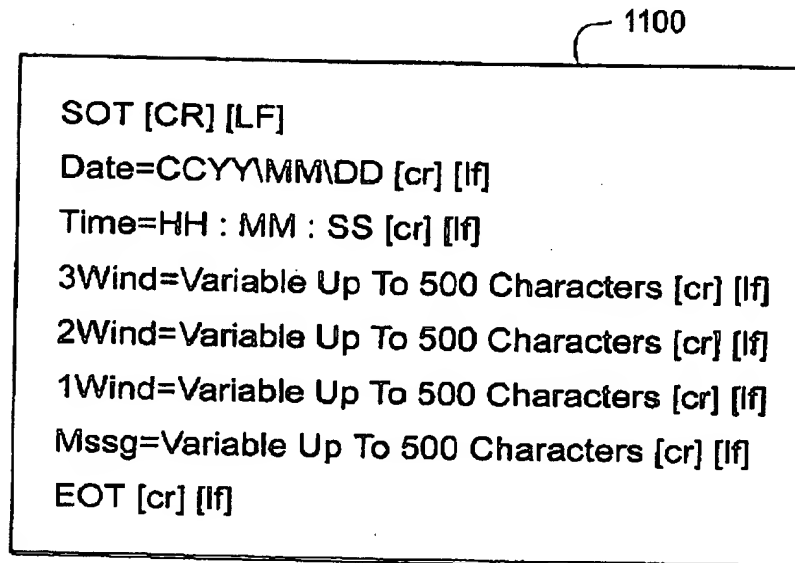 1100
SOT [CR] [LF]
Date=CCYY\MM\DD [cr] [lf]
Time=HH : MM : SS [cr] [lf]
3Wind=Variable Up To 500 Characters [cr] [lf]
2Wind=Variable Up To 500 Characters [cr] [lf]
1Wind=Variable Up To 500 Characters [cr] [lf]
Mssg=Variable Up To 500 Characters [cr] [lf]
EOT [cr] [lf]